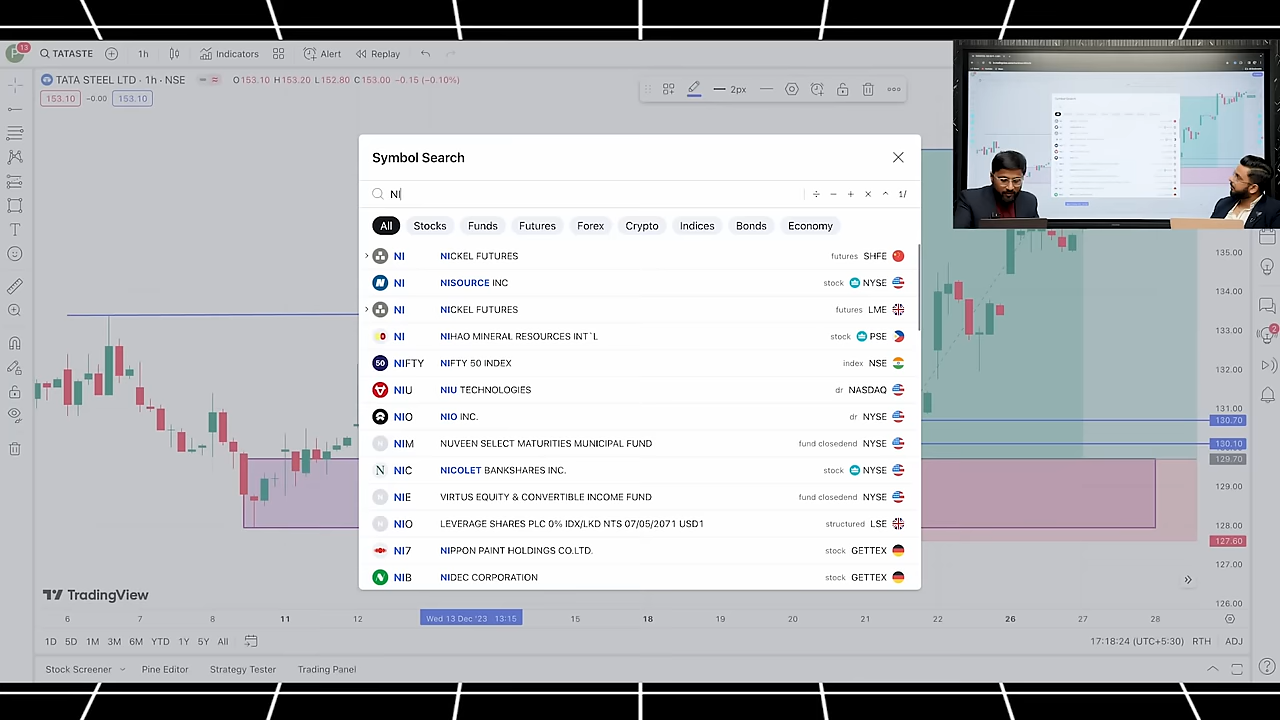 13
TATASTE 1h Indicators Alert Replay
TATA STEEL LTD · 1h · NSE O153.10 H153.20 L152.80 C153.00 −0.15 (−0.10%)
153.10 −0.00 153.10
2px
Symbol Search
NI 1/
All Stocks Funds Futures Forex Crypto Indices Bonds Economy
NI NICKEL FUTURES futures SHFE
NI NISOURCE INC stock NYSE
NI NICKEL FUTURES futures LME
NI NIHAO MINERAL RESOURCES INT`L stock PSE
50 NIFTY NIFTY 50 INDEX index NSE
NIU NIU TECHNOLOGIES dr NASDAQ
NIO NIO INC. dr NYSE
NIM NUVEEN SELECT MATURITIES MUNICIPAL FUND fund closedend NYSE
NIC NICOLET BANKSHARES INC. stock NYSE
NIE VIRTUS EQUITY & CONVERTIBLE INCOME FUND fund closedend NYSE
NIO LEVERAGE SHARES PLC 0% IDX/LKD NTS 07/05/2071 USD1 structured LSE
NI7 NIPPON PAINT HOLDINGS CO.LTD. stock GETTEX
NIB NIDEC CORPORATION stock GETTEX
135.00
134.00
133.00
132.00
131.00
130.70
130.10
129.70
129.00
128.00
127.60
127.00
126.00
2
TradingView
6 7 8 11 12 Wed 13 Dec '23 13:15 15 18 19 20 21 22 26 27 28
1D 5D 1M 3M 6M YTD 1Y 5Y All 17:18:24 (UTC+5:30) RTH ADJ
Stock Screener Pine Editor Strategy Tester Trading Panel